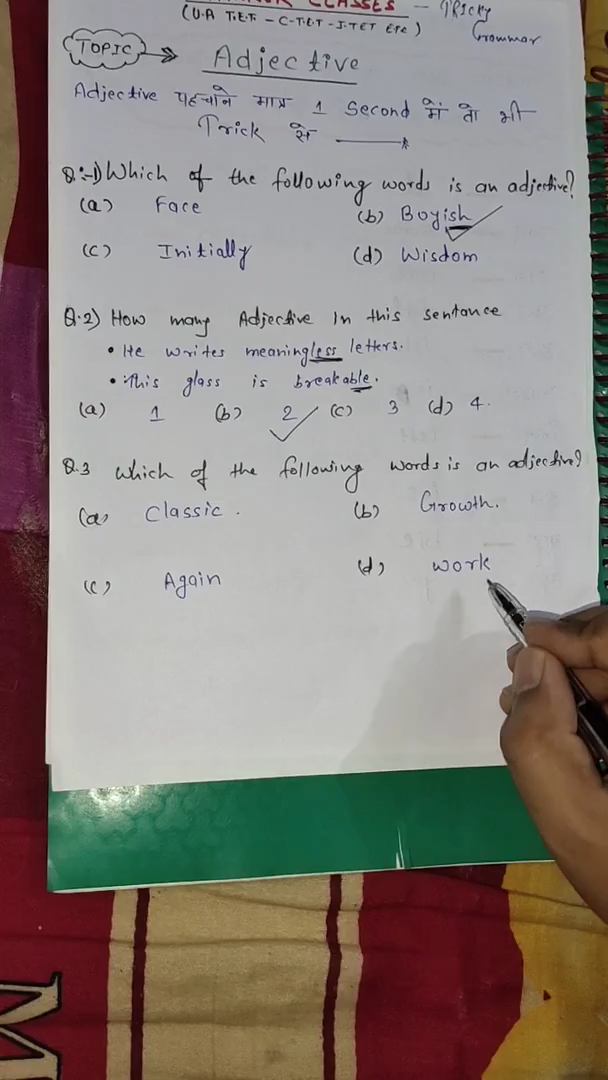 CLASSES - Tricky
(U.P T.E.T - C-T.E.T - J-TET Etc) Grammar
TOPIC Adjective
Adjective पहचाने मात्र 1 Second में वो भी
Trick से
Q.-1) Which of the following words is an adjective?
(a) Face (b) Boyish
(c) Initially (d) Wisdom
Q.2) How many Adjective in this sentence
• He writes meaningless letters.
• This glass is breakable.
(a) 1 (b) 2 (c) 3 (d) 4.
Q.3 Which of the following words is an adjective?
(a) Classic. (b) Growth.
(c) Again (d) work
M